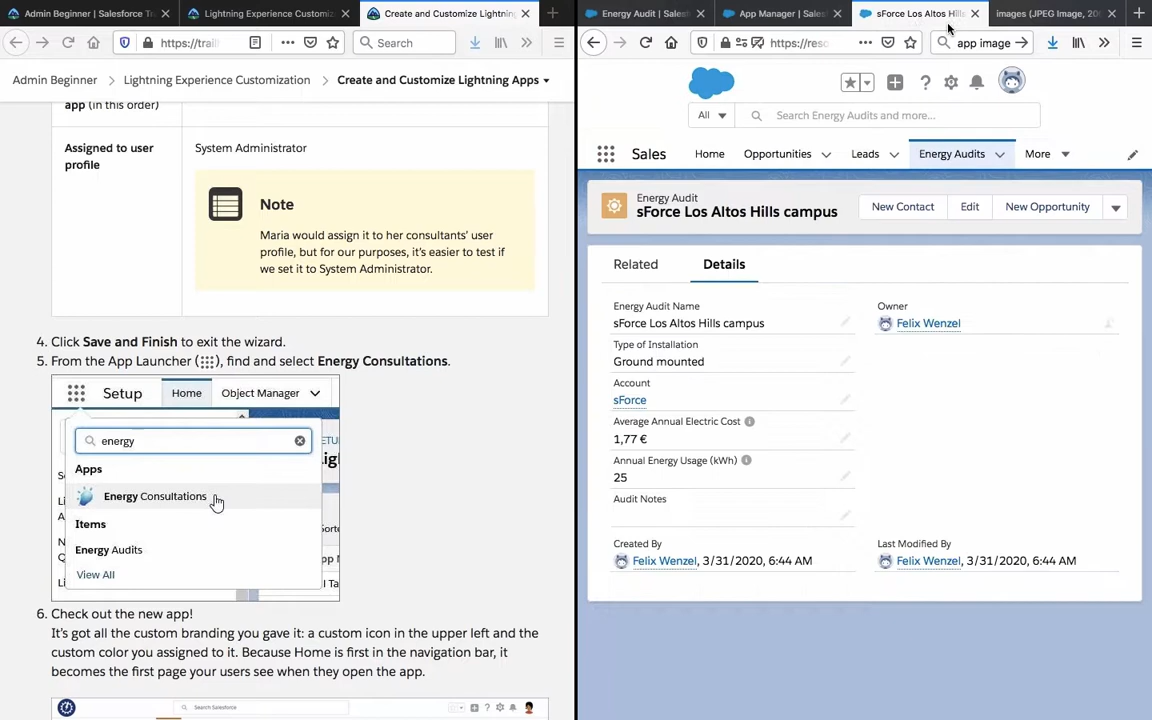 Admin Beginner | Salesforce T
Lightning Experience Customiz
Create and Customize Lightning
https://trail
Search
Admin Beginner
Lightning Experience Customization
Create and Customize Lightning Apps
app (in this order)
Assigned to user
profile
System Administrator
Note
Maria would assign it to her consultants' user
profile, but for our purposes, it's easier to test if
we set it to System Administrator.
4. Click Save and Finish to exit the wizard.
5. From the App Launcher ( ), find and select Energy Consultations.
Setup
Home
Object Manager
energy
Apps
Energy Consultations
Items
Energy Audits
View All
6. Check out the new app!
It's got all the custom branding you gave it: a custom icon in the upper left and the
custom color you assigned to it. Because Home is first in the navigation bar, it
becomes the first page your users see when they open the app.
Search Salesforce
Energy Audit | Sales
App Manager | Sales
sForce Los Altos Hills
images (JPEG Image, 20
https://reso
app image
All
Search Energy Audits and more...
Sales
Home
Opportunities
Leads
Energy Audits
More
Energy Audit
sForce Los Altos Hills campus
New Contact
Edit
New Opportunity
Related
Details
Energy Audit Name
sForce Los Altos Hills campus
Owner
Felix Wenzel
Type of Installation
Ground mounted
Account
sForce
Average Annual Electric Cost
1,77 €
Annual Energy Usage (kWh)
25
Audit Notes
Created By
Felix Wenzel, 3/31/2020, 6:44 AM
Last Modified By
Felix Wenzel, 3/31/2020, 6:44 AM